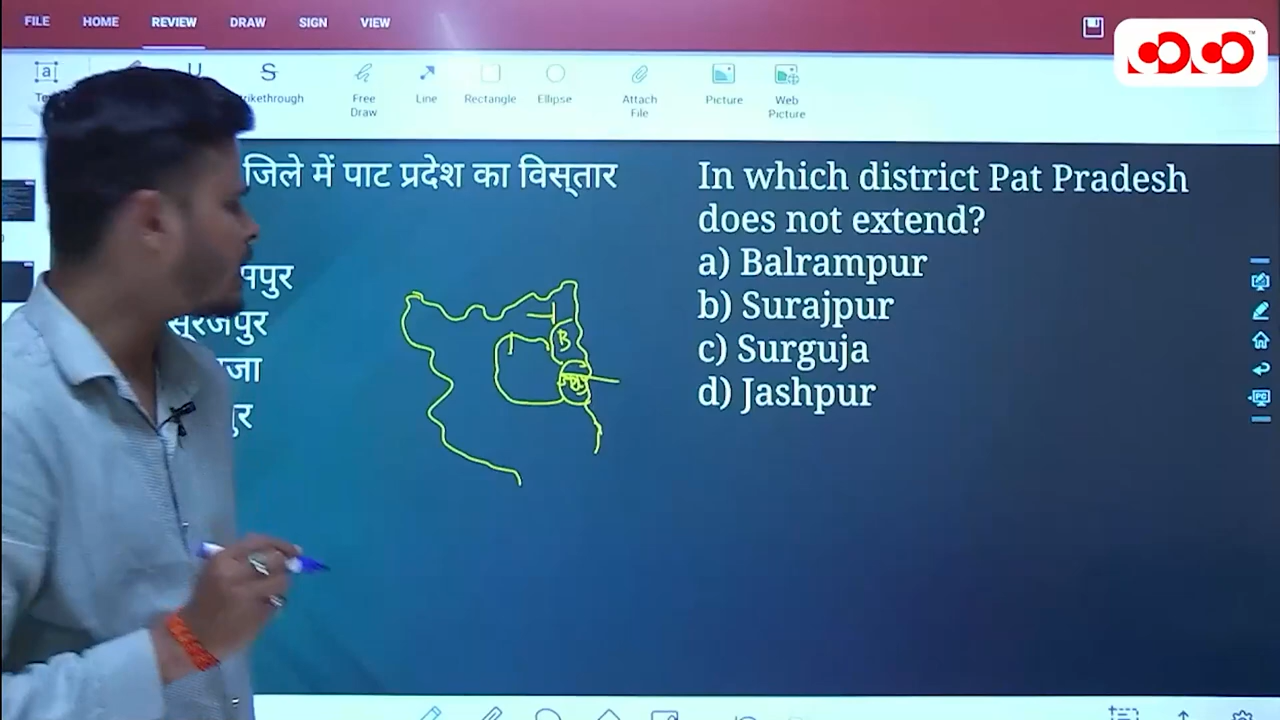 FILE HOME REVIEW DRAW SIGN VIEW
Free Draw
Line
Rectangle
Ellipse
Attach File
Picture
Web Picture
जिले में पाट प्रदेश का विस्तार
सूरजपुर
In which district Pat Pradesh
does not extend?
a) Balrampur
b) Surajpur
c) Surguja
d) Jashpur
B
PC